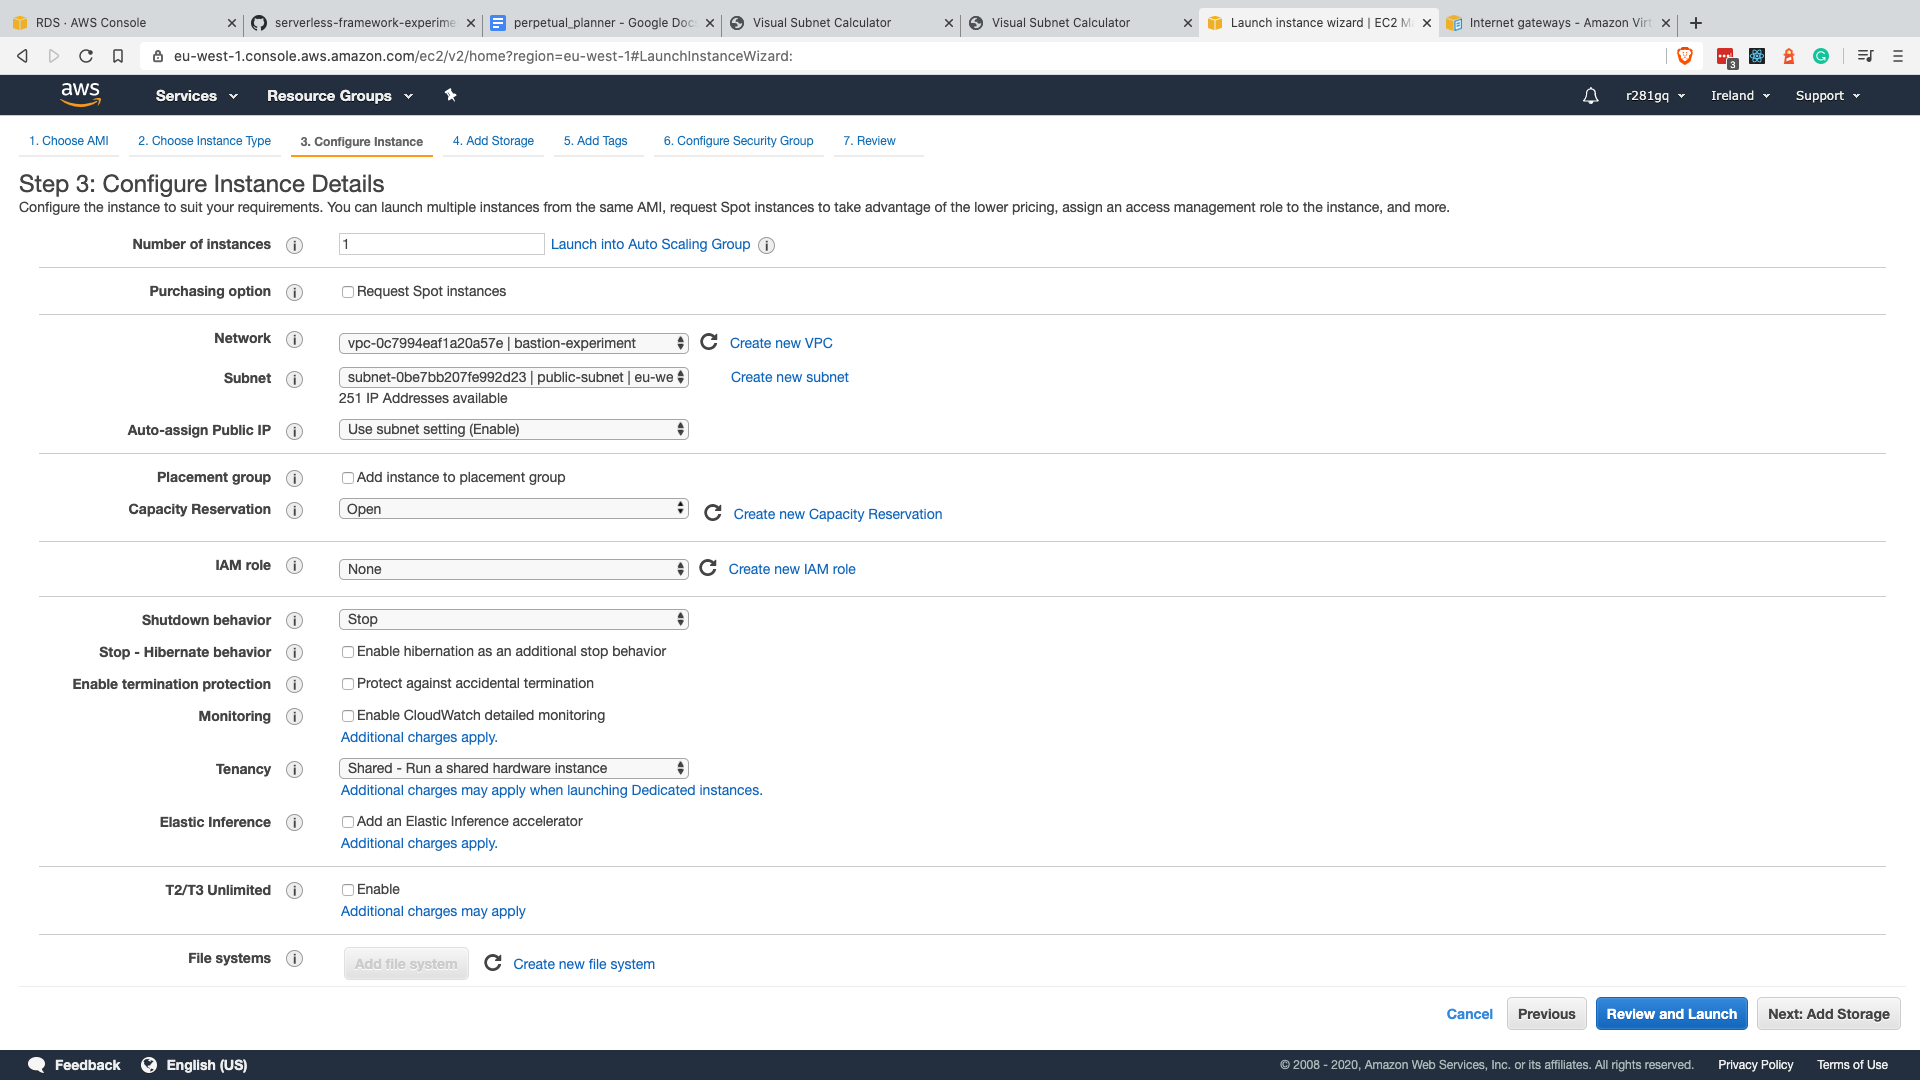 RDS · AWS Console
serverless-framework-experime
perpetual_planner - Google Doc
Visual Subnet Calculator
Visual Subnet Calculator
Launch instance wizard | EC2 M
Internet gateways - Amazon Virt
eu-west-1.console.aws.amazon.com/ec2/v2/home?region=eu-west-1#LaunchInstanceWizard:
3
aws
Services
Resource Groups
r281gq
Ireland
Support
1. Choose AMI
2. Choose Instance Type
3. Configure Instance
4. Add Storage
5. Add Tags
6. Configure Security Group
7. Review
Step 3: Configure Instance Details
Configure the instance to suit your requirements. You can launch multiple instances from the same AMI, request Spot instances to take advantage of the lower pricing, assign an access management role to the instance, and more.
Number of instances i 1 Launch into Auto Scaling Group i
Purchasing option i Request Spot instances
Network i vpc-0c7994eaf1a20a57e | bastion-experiment Create new VPC
Subnet i subnet-0be7bb207fe992d23 | public-subnet | eu-we Create new subnet
251 IP Addresses available
Auto-assign Public IP i Use subnet setting (Enable)
Placement group i Add instance to placement group
Capacity Reservation i Open Create new Capacity Reservation
IAM role i None Create new IAM role
Shutdown behavior i Stop
Stop - Hibernate behavior i Enable hibernation as an additional stop behavior
Enable termination protection i Protect against accidental termination
Monitoring i Enable CloudWatch detailed monitoring
Additional charges apply.
Tenancy i Shared - Run a shared hardware instance
Additional charges may apply when launching Dedicated instances.
Elastic Inference i Add an Elastic Inference accelerator
Additional charges apply.
T2/T3 Unlimited i Enable
Additional charges may apply
File systems i Add file system Create new file system
Cancel
Previous
Review and Launch
Next: Add Storage
Feedback
English (US)
© 2008 - 2020, Amazon Web Services, Inc. or its affiliates. All rights reserved.
Privacy Policy
Terms of Use